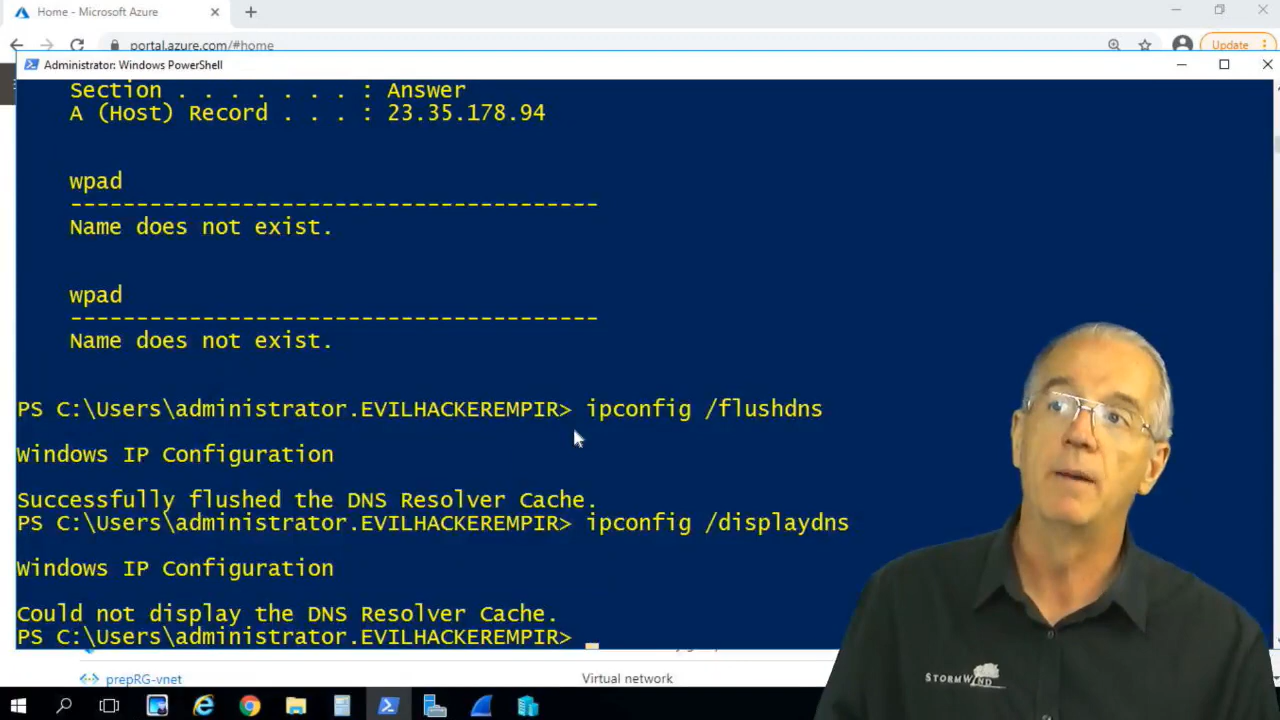 Home - Microsoft Azure
portal.azure.com/#home
Update
Administrator: Windows PowerShell
Section . . . . . . . : Answer
A (Host) Record . . . : 23.35.178.94
wpad
----------------------------------------
Name does not exist.
wpad
----------------------------------------
Name does not exist.
PS C:\Users\administrator.EVILHACKEREMPIR> ipconfig /flushdns
Windows IP Configuration
Successfully flushed the DNS Resolver Cache.
PS C:\Users\administrator.EVILHACKEREMPIR> ipconfig /displaydns
Windows IP Configuration
Could not display the DNS Resolver Cache.
PS C:\Users\administrator.EVILHACKEREMPIR>
prepRG-vnet Virtual network
STORMWIND